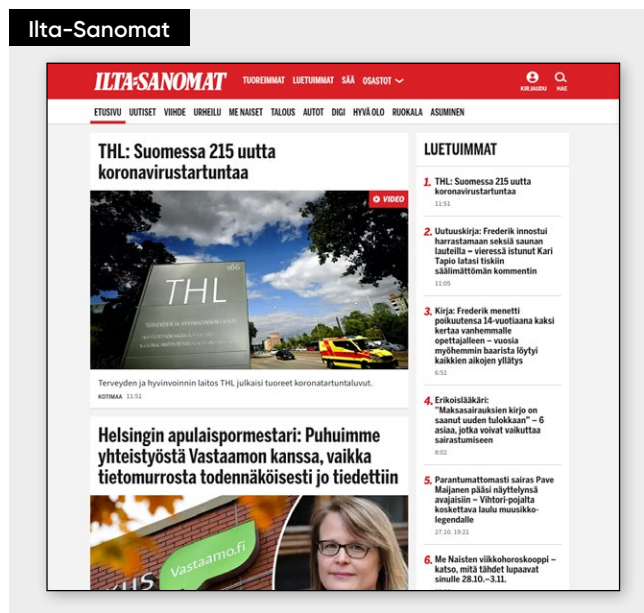 Ilta-Sanomat
ILTA-SANOMAT
TUOREIMMAT LUETUIMMAT SÄÄ OSASTOT
KIRJAUDU HAE
ETUSIVU UUTISET VIIHDE URHEILU ME NAISET TALOUS AUTOT DIGI HYVÄ OLO RUOKALA ASUMINEN
THL: Suomessa 215 uutta
koronavirustartuntaa
VIDEO
166
THL
TERVEYDEN JA HYVINVOINNIN LAITOS
Terveyden ja hyvinvoinnin laitos THL julkaisi tuoreet koronatartuntaluvut.
KOTIMAA 11:51
Helsingin apulaispormestari: Puhuimme
yhteistyöstä Vastaamon kanssa, vaikka
tietomurrosta todennäköisesti jo tiedettiin
Vastaamo.fi
LUETUIMMAT
1. THL: Suomessa 215 uutta
koronavirustartuntaa
11:51
2. Uutuuskirja: Frederik innostui
harrastamaan seksiä saunan
lauteilla – vieressä istunut Kari
Tapio latasi tiskiin
säälimättömän kommentin
11:05
3. Kirja: Frederik menetti
poikuutensa 14-vuotiaana kaksi
kertaa vanhemmalle
opettajalleen – vuosia
myöhemmin baarista löytyi
kaikkien aikojen yllätys
6:51
4. Erikoislääkäri:
"Maksasairauksien kirjo on
saanut uuden tulokkaan" – 6
asiaa, jotka voivat vaikuttaa
sairastumiseen
8:02
5. Parantumattomasti sairas Pave
Maijanen pääsi näyttelynsä
avajaisiin – Vihtori-pojalta
koskettava laulu muusikko-
legendalle
27.10. 19:21
6. Me Naisten viikkohoroskooppi –
katso, mitä tähdet lupaavat
sinulle 28.10.–3.11.